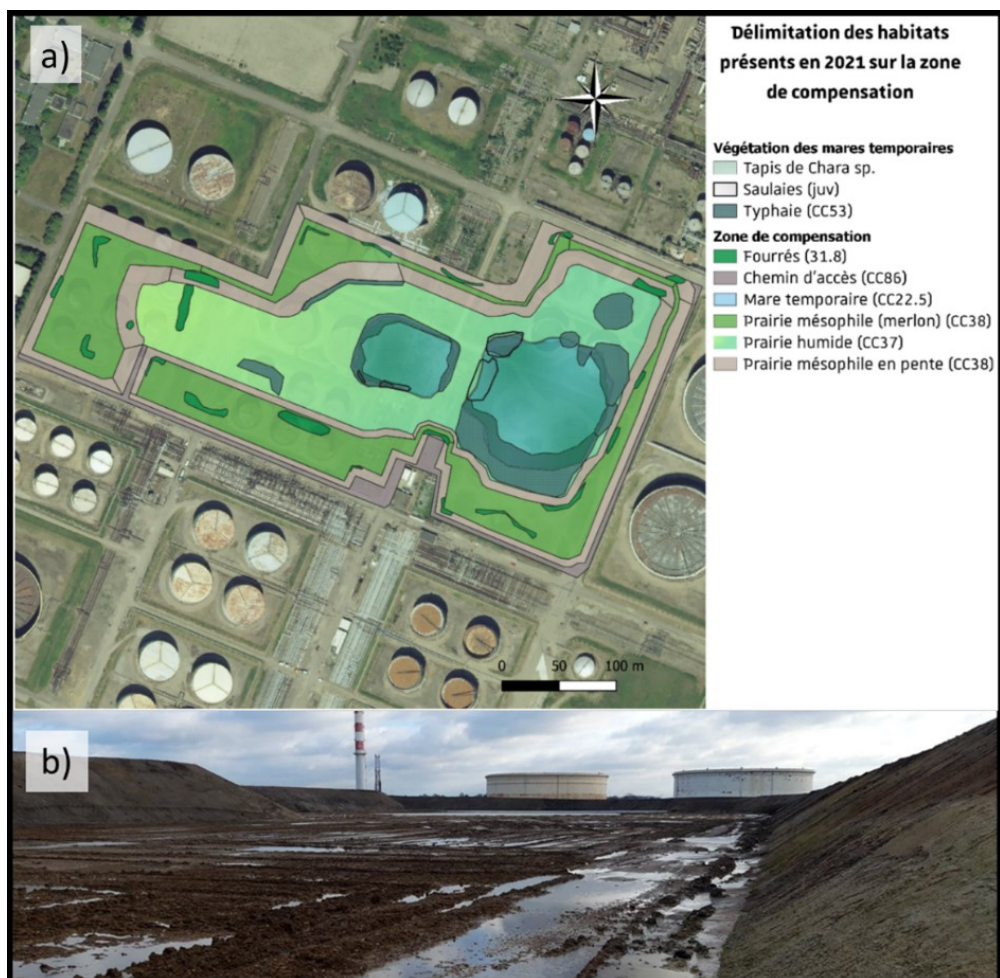 a)
Délimitation des habitats
présents en 2021 sur la zone
de compensation
Végétation des mares temporaires
Tapis de Chara sp.
Saulaies (juv)
Typhaie (CC53)
Zone de compensation
Fourrés (31.8)
Chemin d'accès (CC86)
Mare temporaire (CC22.5)
Prairie mésophile (merlon) (CC38)
Prairie humide (CC37)
Prairie mésophile en pente (CC38)
0 50 100 m
b)